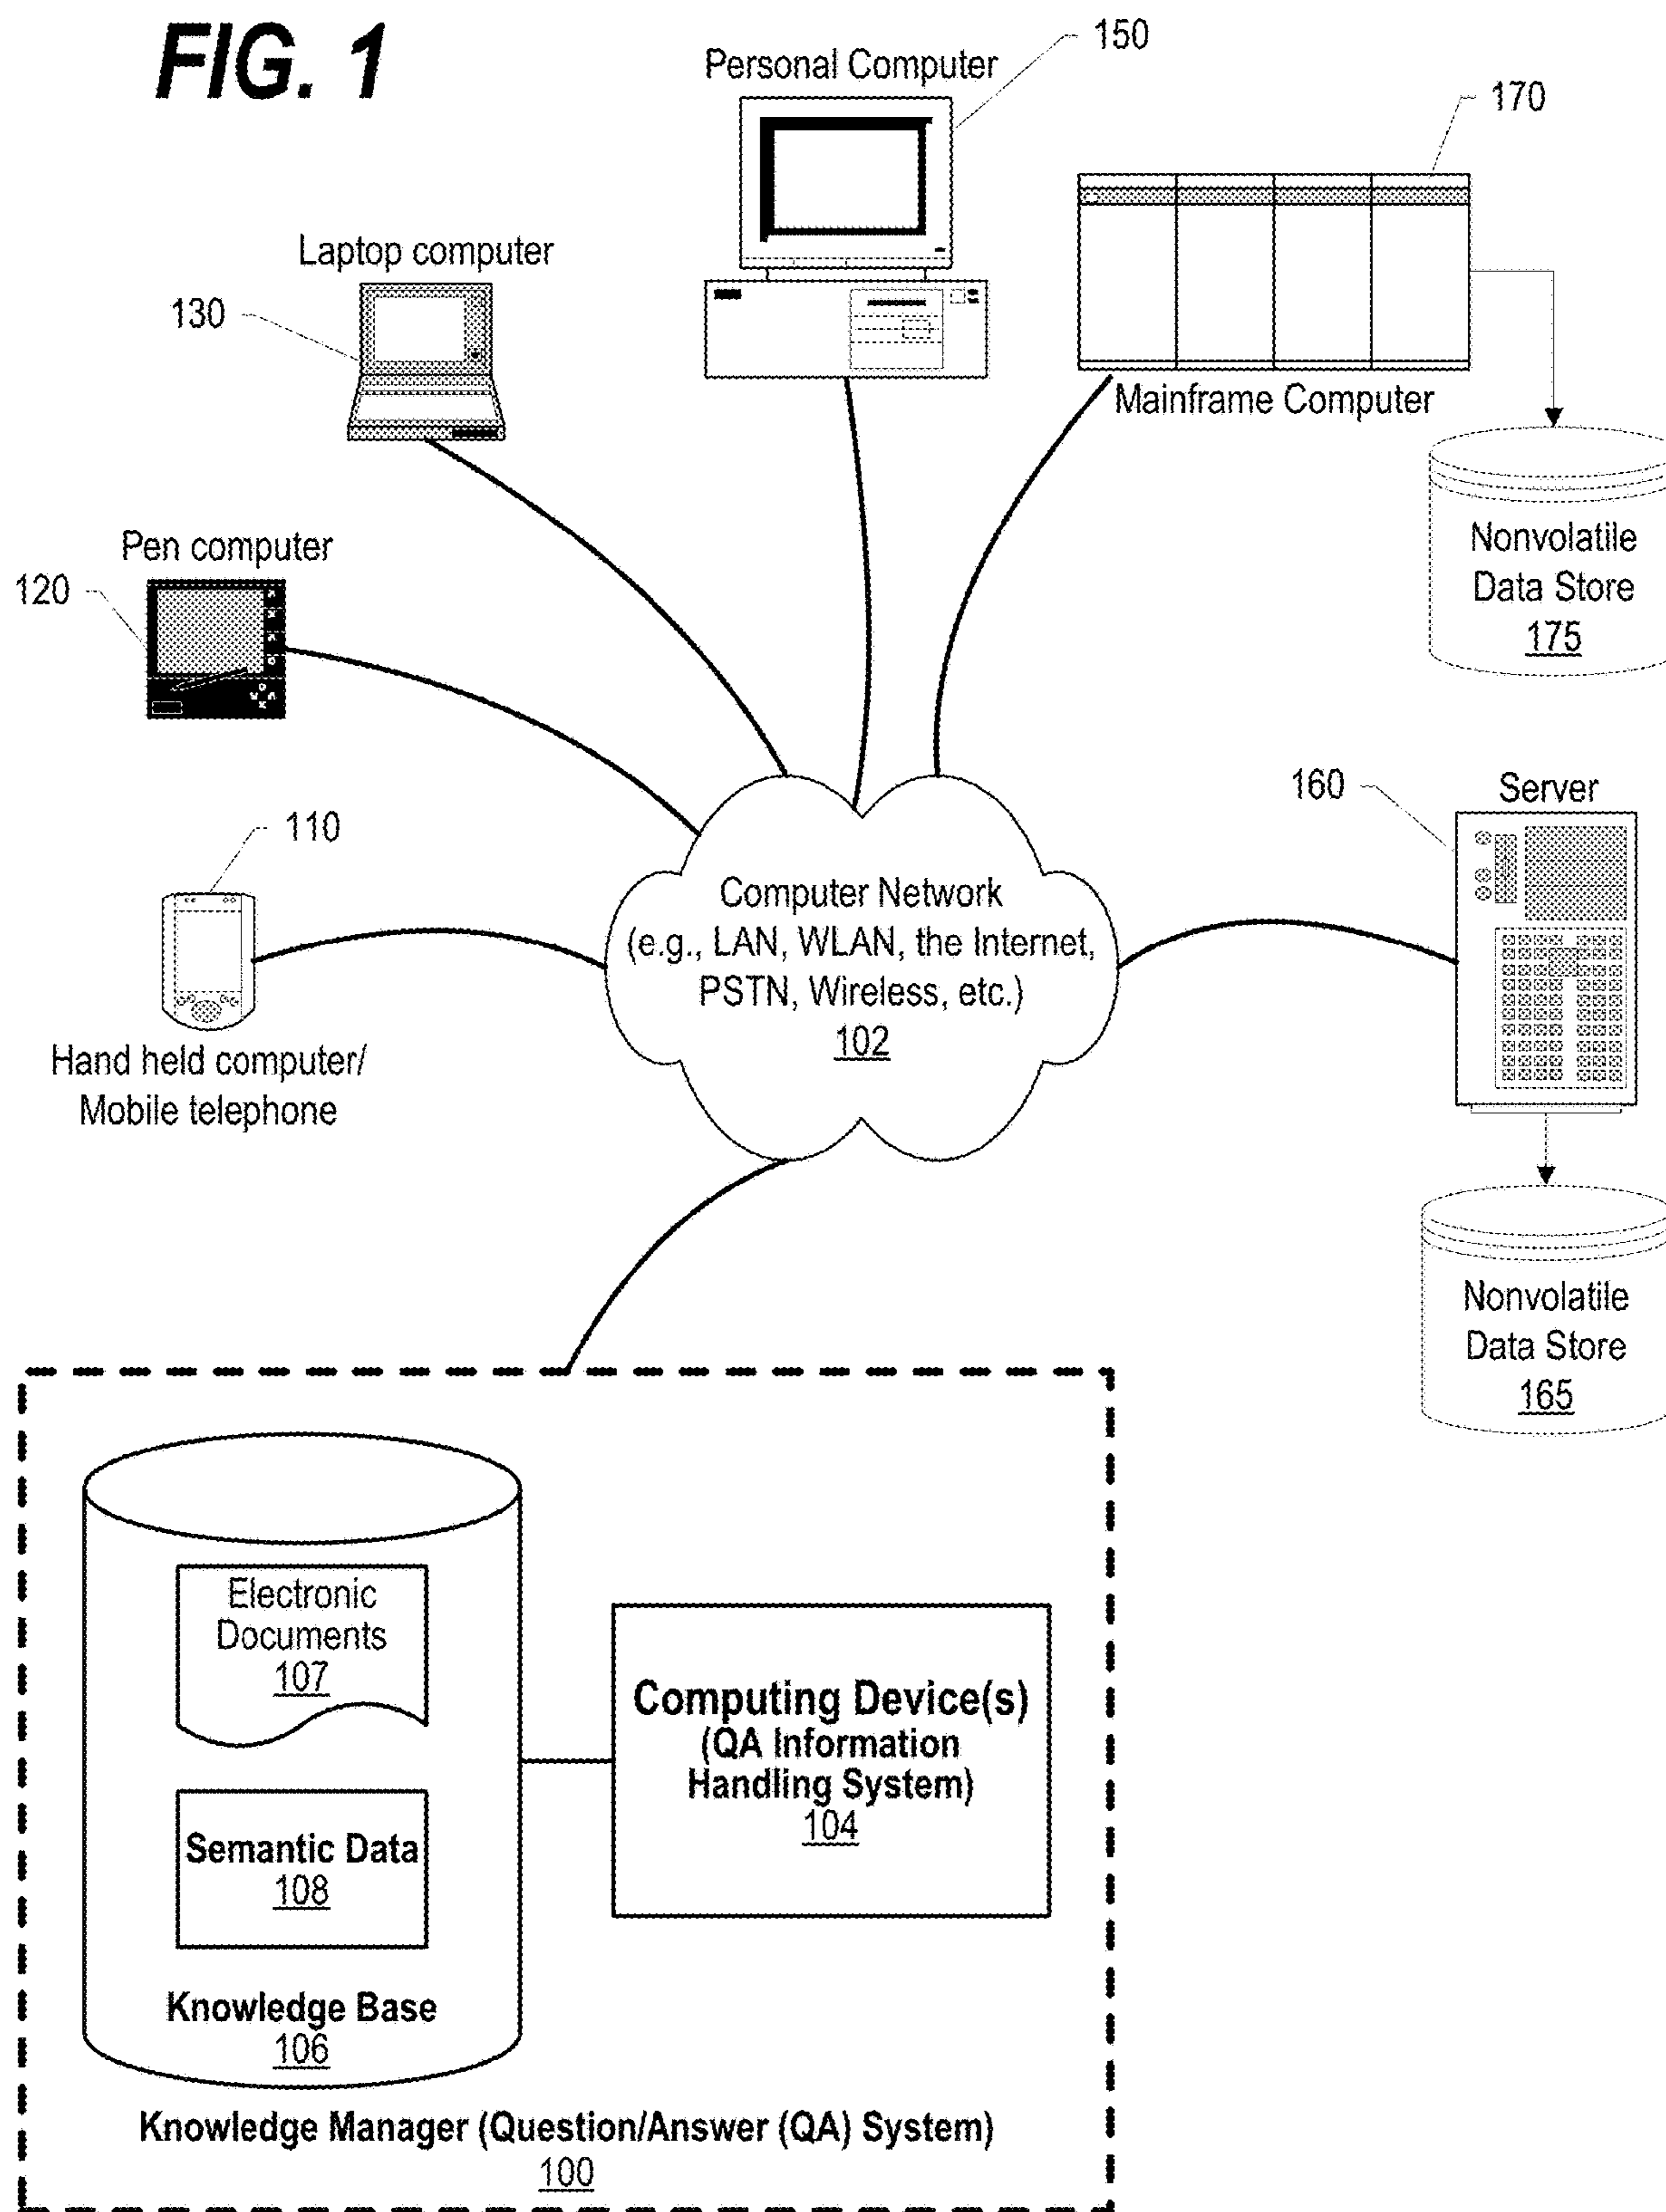 FIG. 1
Personal Computer
150
170
Laptop computer
130
Mainframe Computer
Nonvolatile
Data Store
175
Pen computer
120
160
Server
110
Computer Network
(e.g., LAN, WLAN, the Internet,
PSTN, Wireless, etc.)
102
Hand held computer/
Mobile telephone
Nonvolatile
Data Store
165
Electronic
Documents
107
Computing Device(s)
(QA Information
Handling System)
104
Semantic Data
108
Knowledge Base
106
Knowledge Manager (Question/Answer (QA) System)
100